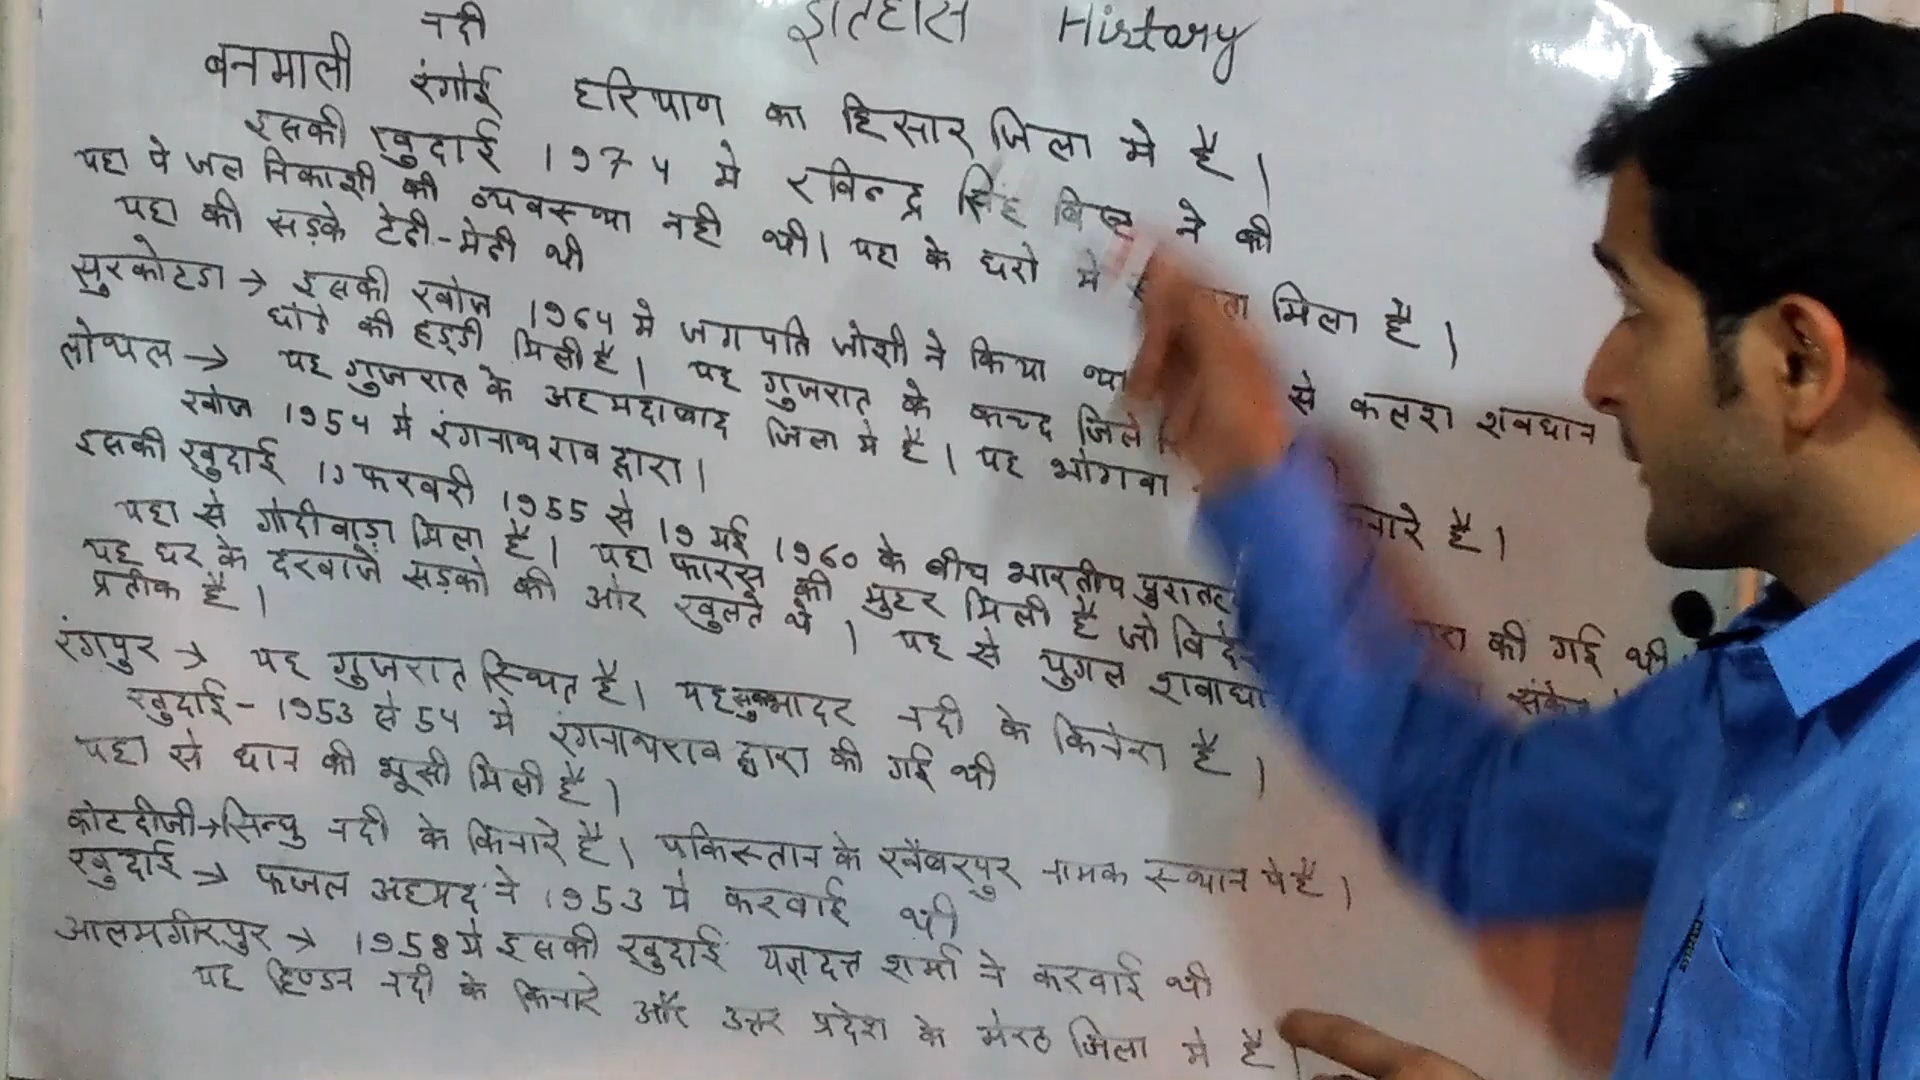 इतिहास History
नदी
बनमाली रंगोई हरियाण का हिसार जिला मे है।
इसकी खुदाई 1974 मे रविन्द्र सिंह विष्ट ने की
यहा पे जल निकाशी की व्यवस्था नही थी। यहा के घरो मे मिला है।
यहा की सड़के टेढी-मेढी थी
सुरकोटडा → इसकी खोज 1964 मे जगपति जोशी ने किया था से कलश शवधान
घोडे की हड्डी मिली है। यह गुजरात के कच्द जिले
लोथल → यह गुजरात के अहमदाबाद जिला मे है। यह भोगवा नारे है।
खोज 1954 मे रंगनाथ राव द्वारा।
इसकी खुदाई 13 फरवरी 1955 से 19 मई 1960 के बीच भारतीय पुरातत्व की गई थी
यहा से गोदीवाड़ा मिला है। यहा फारस की मुहर मिली है जो विदे
यह घर के दरवाजे सड़को की ओर खुलते थे। यह से युगल शवाधा
प्रतीक है।
रंगपुर → यह गुजरात स्थित है। यह भादर नदी के किनेरा है।
खुदाई - 1953 से 54 मे रंगनाथराव द्वारा की गई थी
यहा से धान की भूसी मिली है।
कोटदीजी → सिन्धु नदी के किनारे है। पकिस्तान के खैबरपुर नामक स्थान पे है।
खुदाई → फजल अहमद ने 1953 मे करवाई थी
आलमगीरपुर → 1958 मे इसकी खुदाई यज्ञदत्त शर्मा ने करवाई थी
यह हिण्डन नदी के किनारे और उत्तर प्रदेश के मेरठ जिला मे है